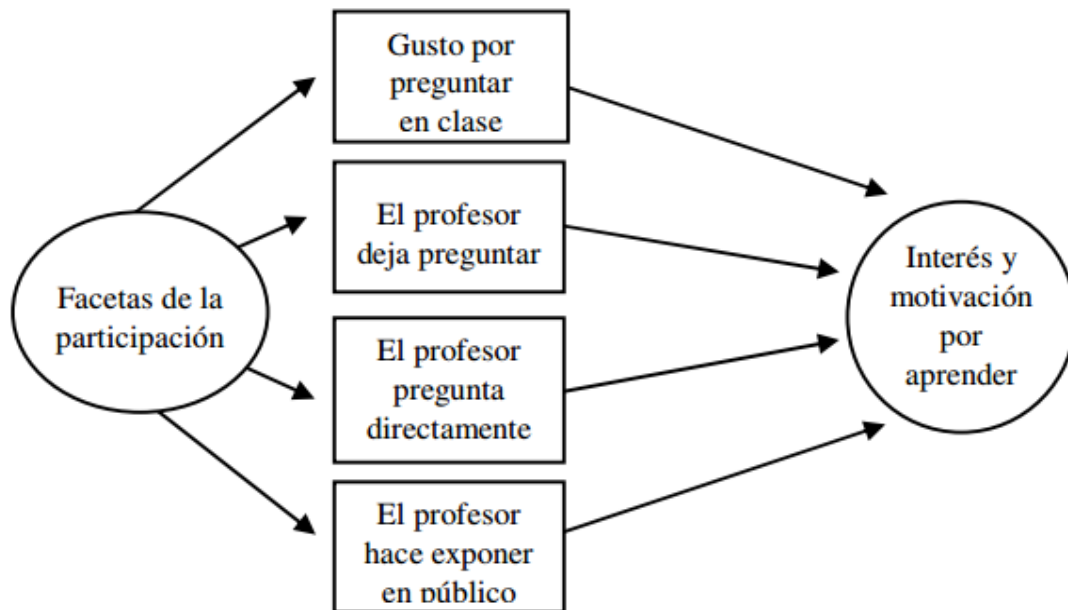 Facetas de la
participación
Gusto por
preguntar
en clase
El profesor
deja preguntar
El profesor
pregunta
directamente
El profesor
hace exponer
en público
Interés y
motivación
por
aprender